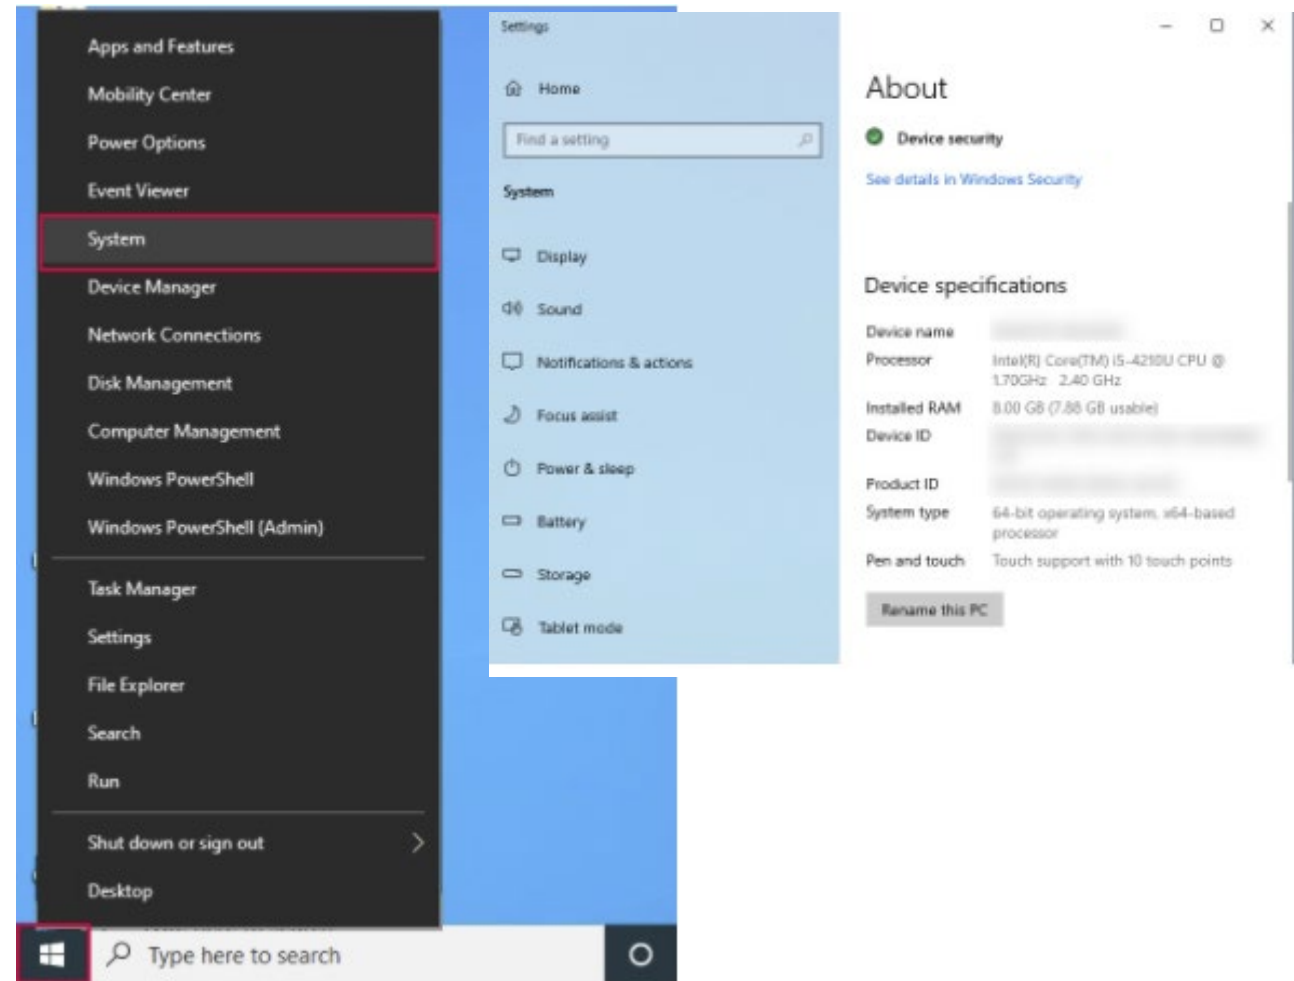 Apps and Features
Mobility Center
Power Options
Event Viewer
System
Device Manager
Network Connections
Disk Management
Computer Management
Windows PowerShell
Windows PowerShell (Admin)
Task Manager
Settings
File Explorer
Search
Run
Shut down or sign out
Desktop
Type here to search
Settings
Home
Find a setting
System
Display
Sound
Notifications & actions
Focus assist
Power & sleep
Battery
Storage
Tablet mode
About
Device security
See details in Windows Security
Device specifications
Device name
Processor Intel(R) Core(TM) i5-4210U CPU @
1.70GHz 2.40 GHz
Installed RAM 8.00 GB (7.88 GB usable)
Device ID
Product ID
System type 64-bit operating system, x64-based
processor
Pen and touch Touch support with 10 touch points
Rename this PC